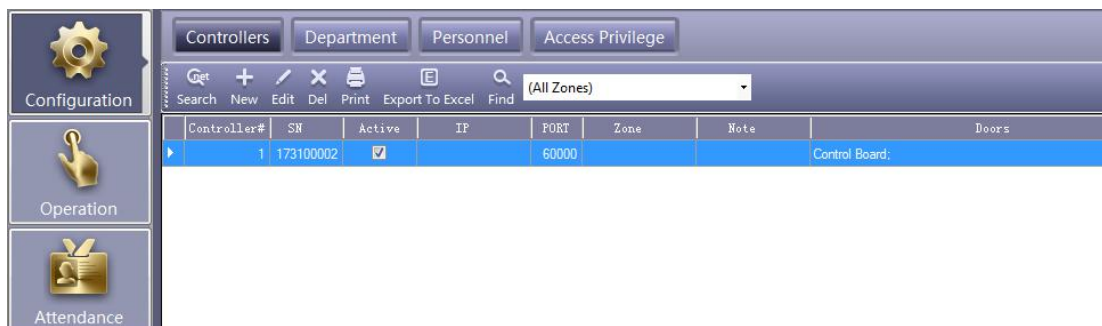 Controllers Department Personnel Access Privilege
Configuration
.net
Search New Edit Del Print Export To Excel Find (All Zones)
E
Controller# SN Active IP PORT Zone Note Doors
1 173100002 60000 Control Board;
Operation
Attendance